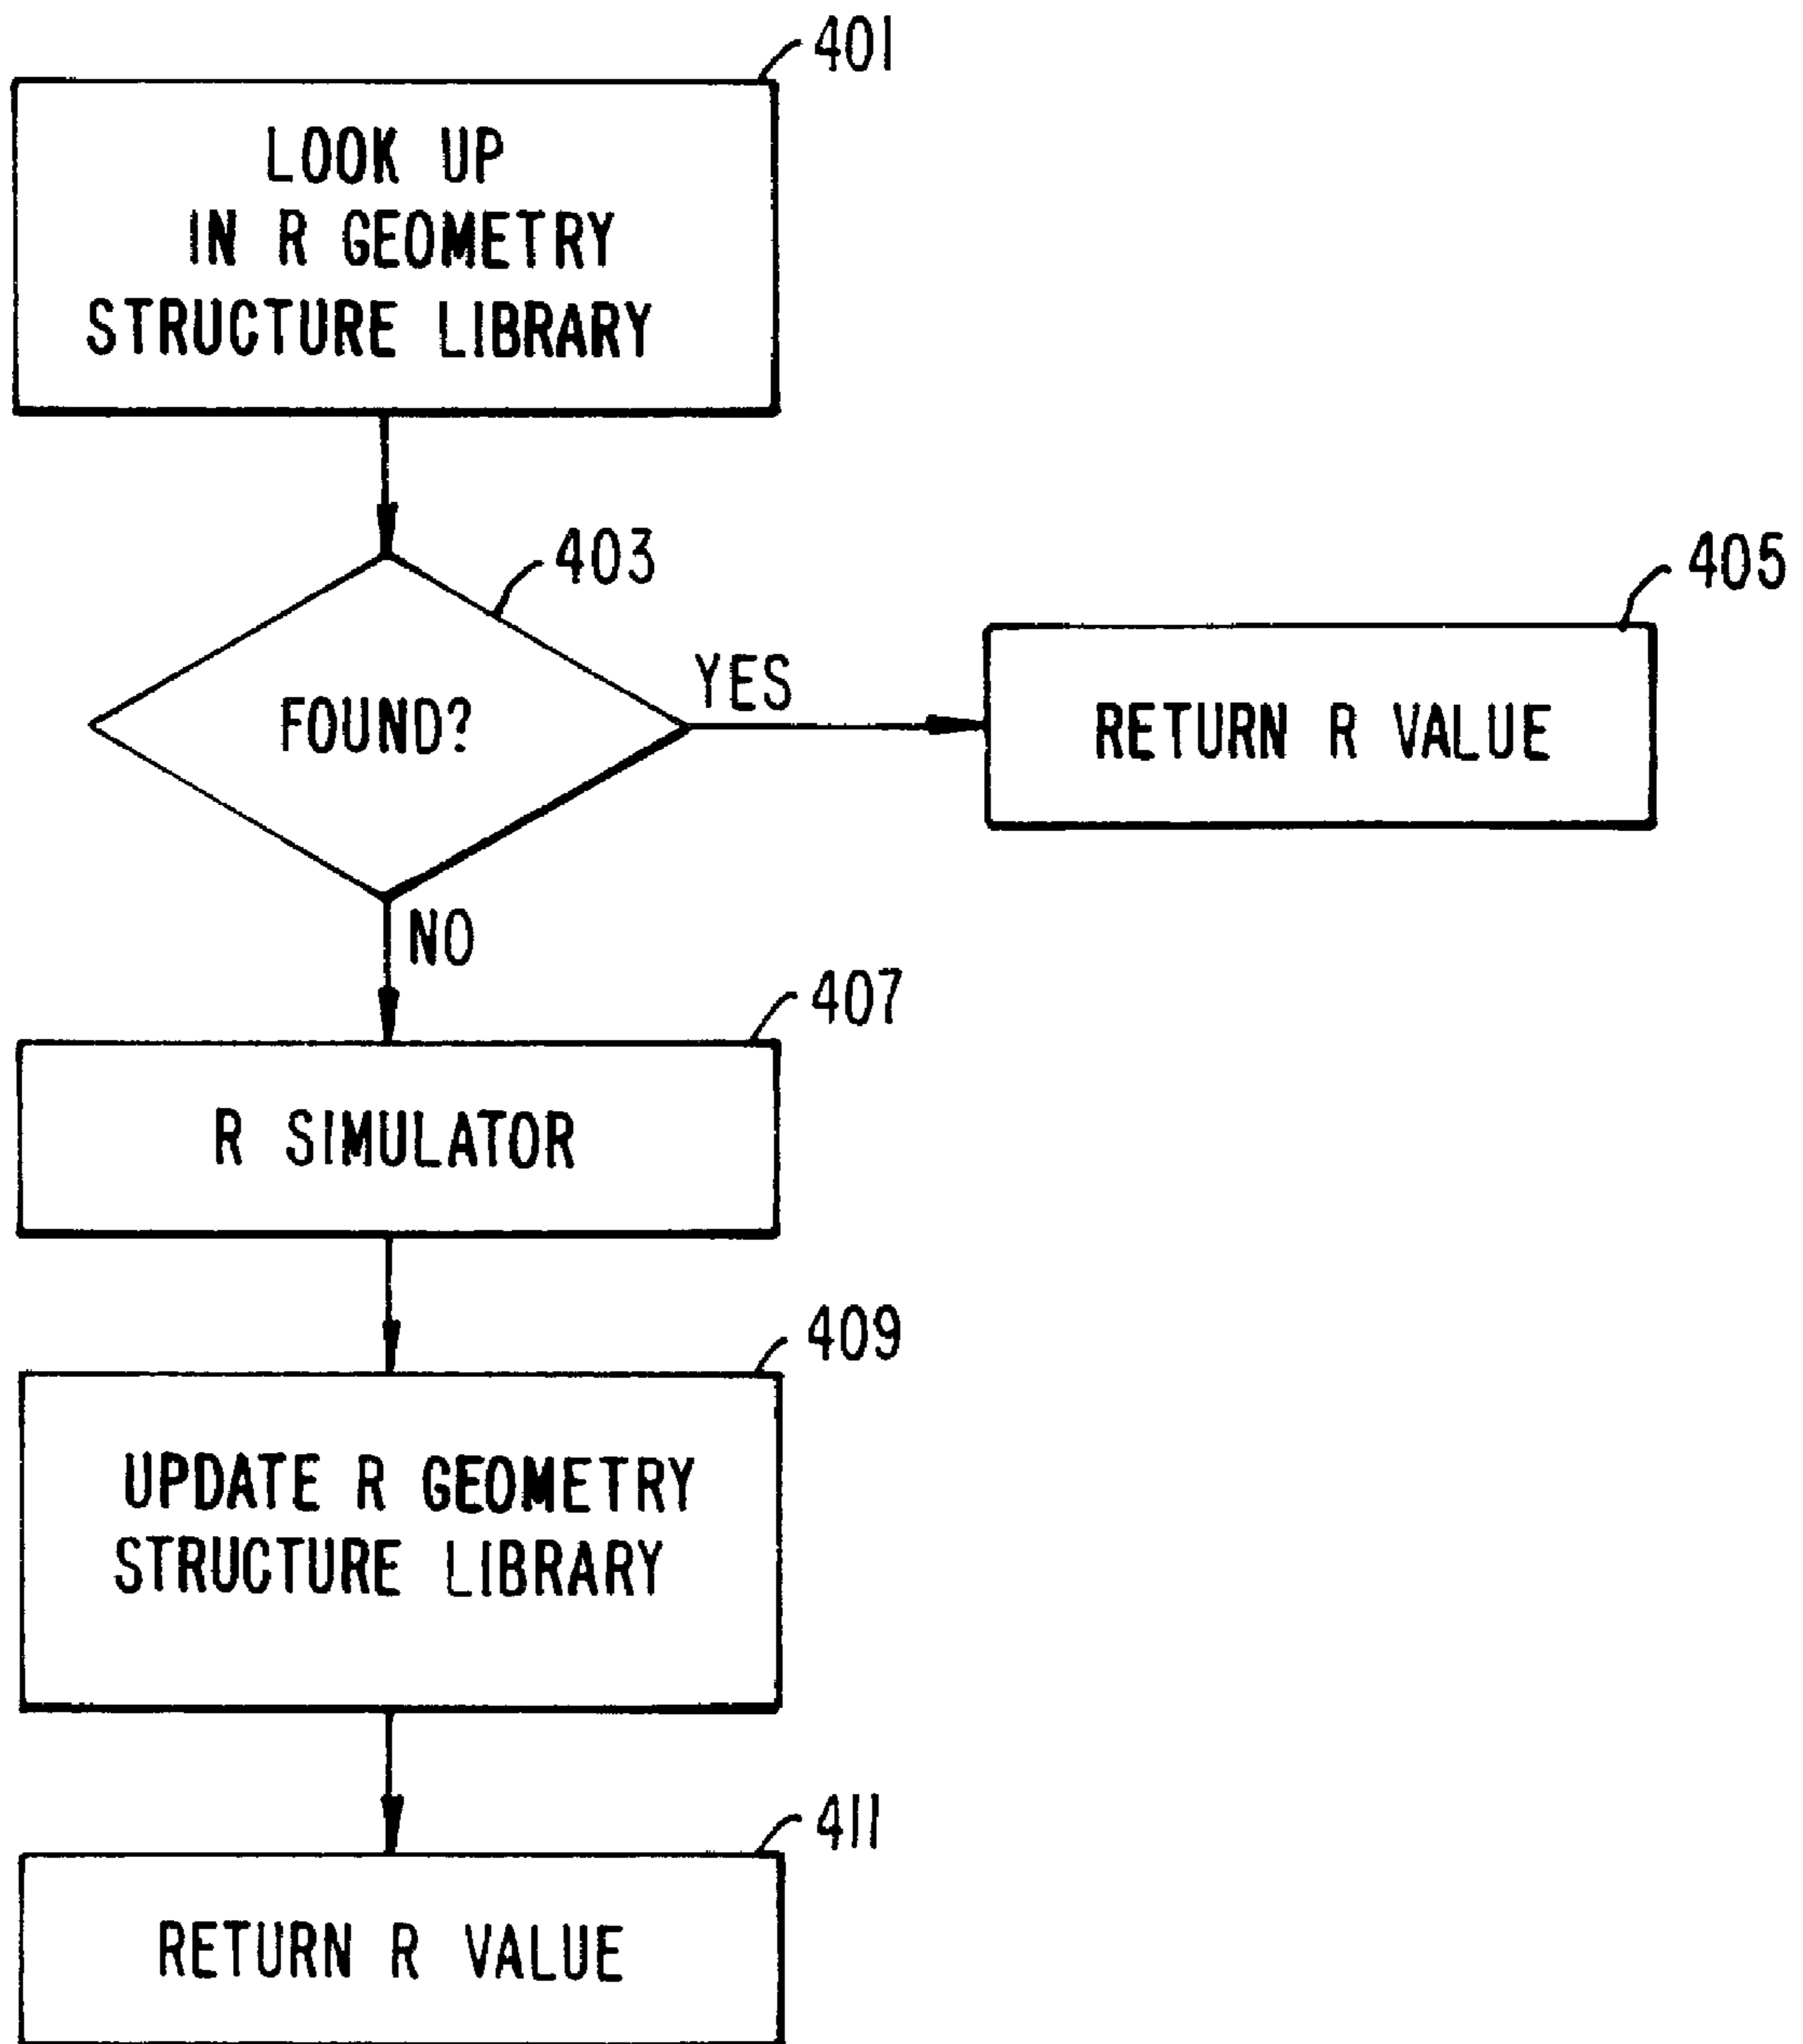 401
LOOK UP
IN R GEOMETRY
STRUCTURE LIBRARY
403
405
FOUND?
YES
RETURN R VALUE
NO
407
R SIMULATOR
409
UPDATE R GEOMETRY
STRUCTURE LIBRARY
411
RETURN R VALUE